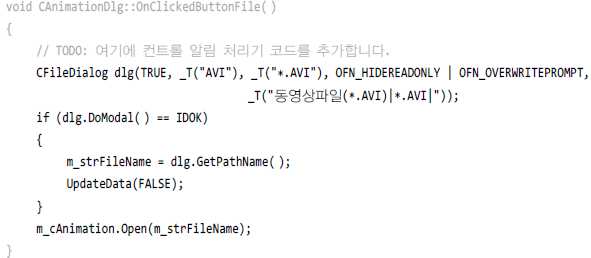 void CAnimationDlg::OnClickedButtonFile()
{
// TODO: 여기에 컨트롤 알림 처리기 코드를 추가합니다.
CFileDialog dlg(TRUE, _T("AVI"), _T("*.AVI"), OFN_HIDEREADONLY | OFN_OVERWRITEPROMPT,
_T("동영상파일(*.AVI)|*.AVI|"));
if (dlg.DoModal() == IDOK)
{
m_strFileName = dlg.GetPathName();
UpdateData(FALSE);
}
m_cAnimation.Open(m_strFileName);
}